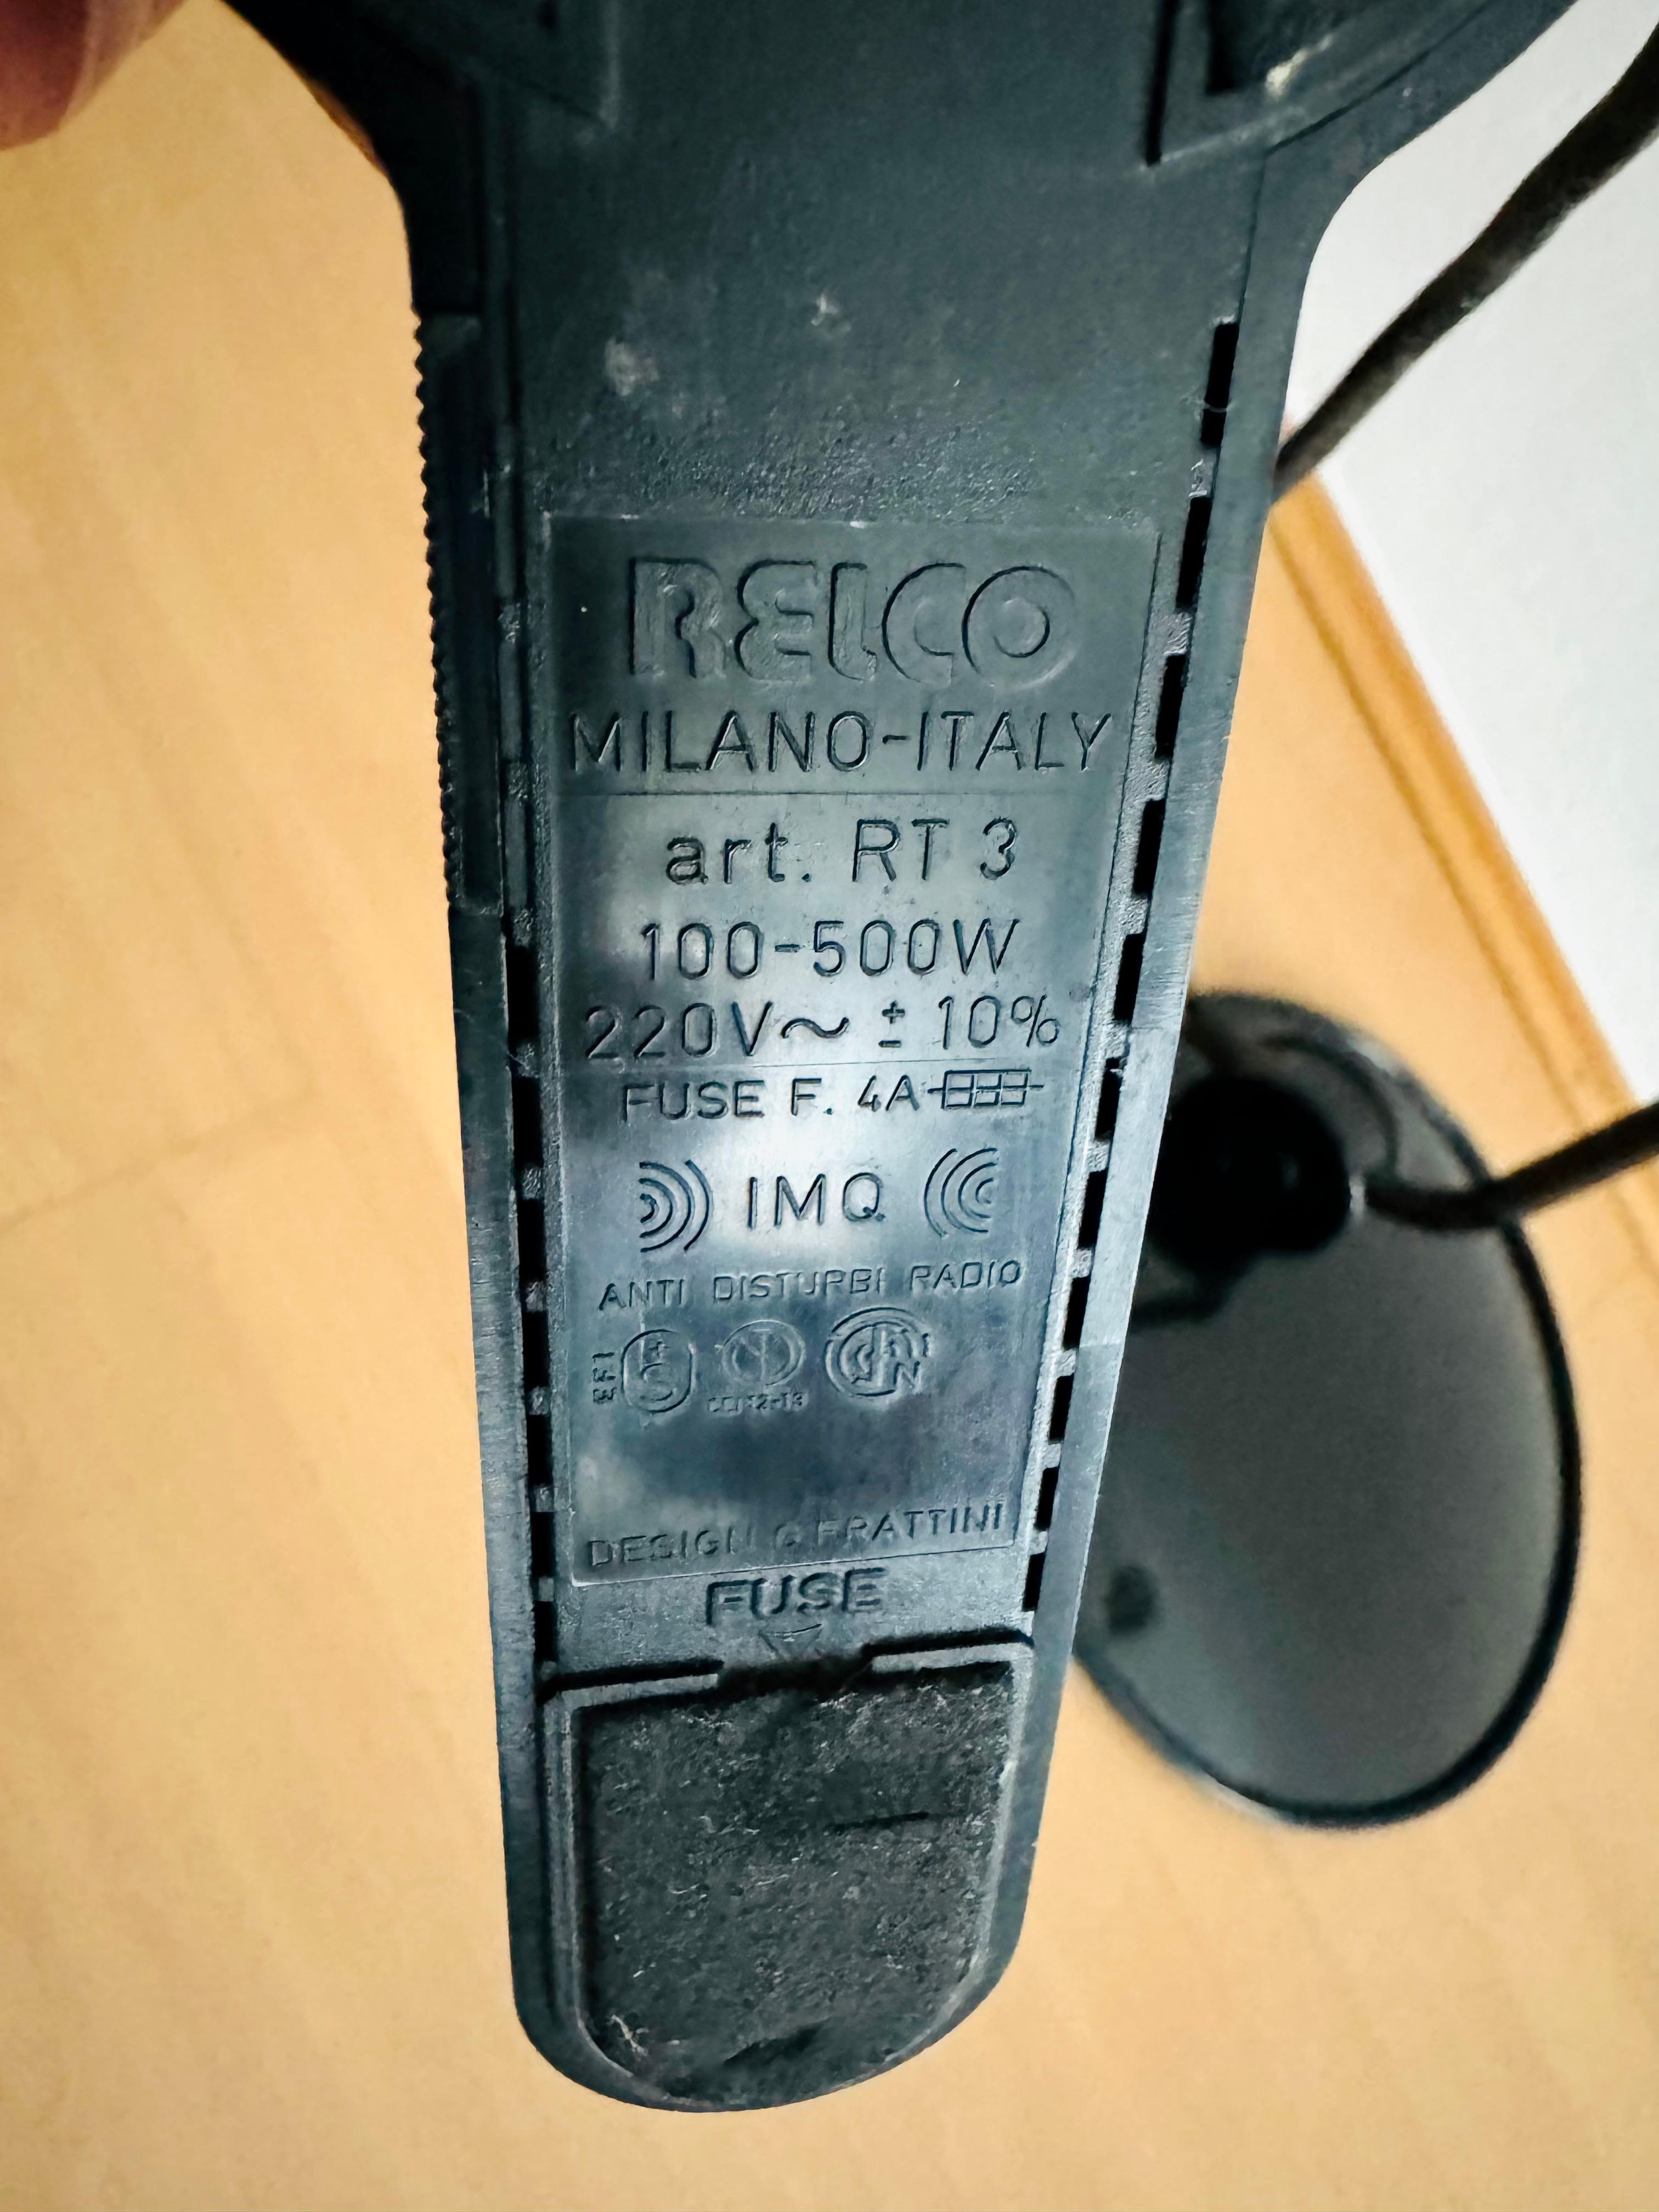 RELCO
MILANO-ITALY
art. RT 3
100-500W
220V~ ± 10%
FUSE F. 4A
IMQ
ANTI DISTURBI RADIO
DESIGN G. FRATTINI
FUSE